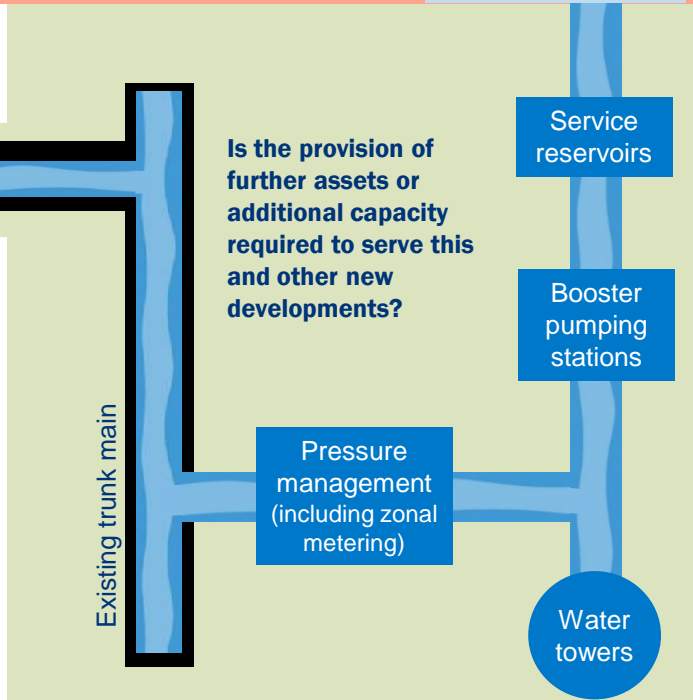 Is the provision of
further assets or
additional capacity
required to serve this
and other new
developments?
Service
reservoirs
Booster
pumping
stations
Existing trunk main
Pressure
management
(including zonal
metering)
Water
towers